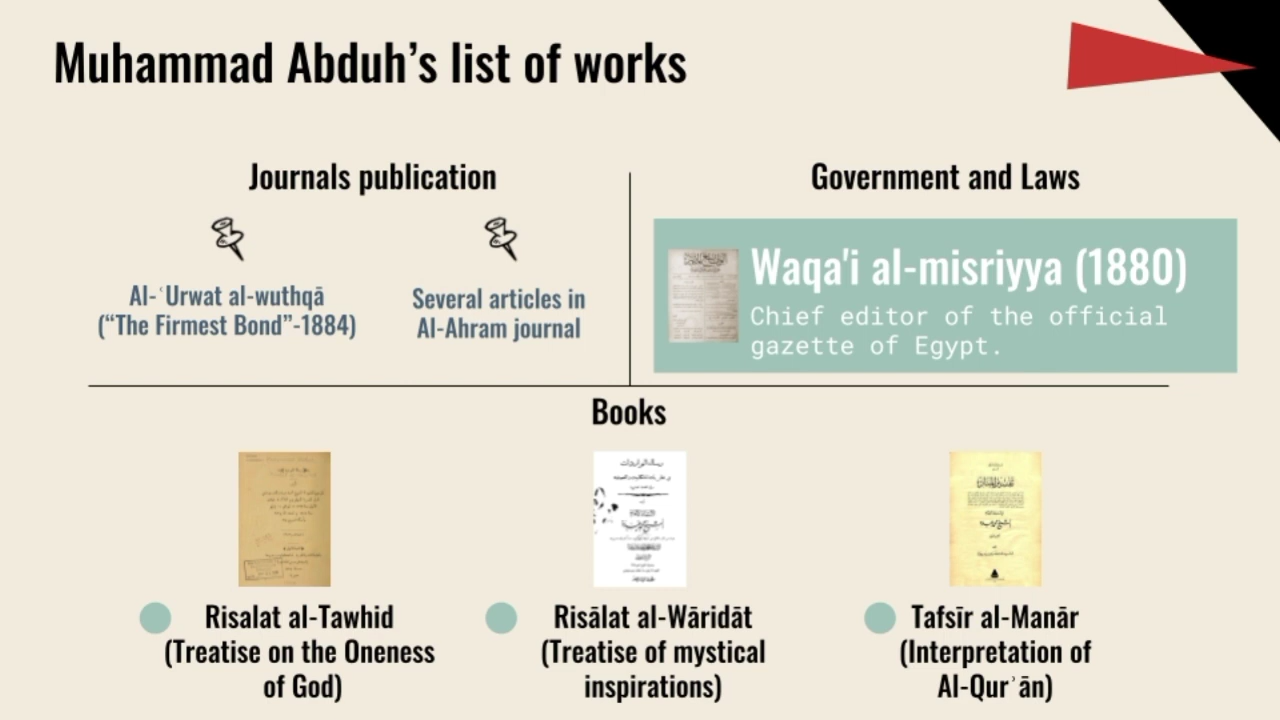 Muhammad Abduh’s list of works
Journals publication
Al-ʿUrwat al-wuthqā
(“The Firmest Bond”-1884)
Several articles in
Al-Ahram journal
Government and Laws
Waqa'i al-misriyya (1880)
Chief editor of the official
gazette of Egypt.
Books
Risalat al-Tawhid
(Treatise on the Oneness
of God)
رسالة الواردات
Risālat al-Wāridāt
(Treatise of mystical
inspirations)
Tafsīr al-Manār
(Interpretation of
Al-Qurʾān)